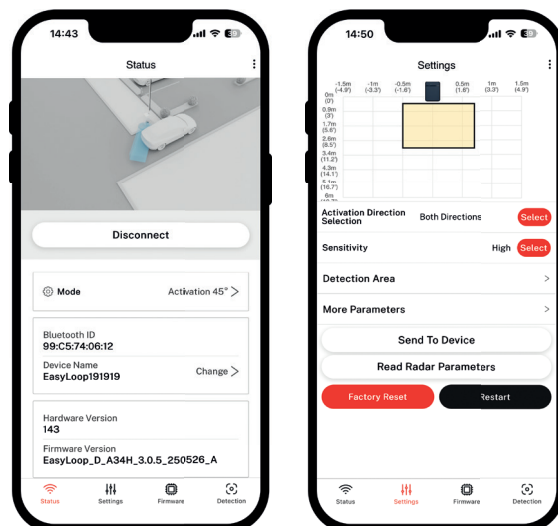 14:43
Status
Disconnect
Mode
Activation 45° >
Bluetooth ID
99:C5:74:06:12
Device Name
EasyLoop191919
Change >
Hardware Version
143
Firmware Version
EasyLoop_D_A34H_3.0.5_250526_A
Status
Settings
Firmware
Detection
14:50
Settings
-1.5m -1m -0.5m 0.5m 1m 1.5m
(-4.9') (-3.3') (-1.6') (1.6') (3.3') (4.9')
0m
(0')
0.9m
(3')
1.7m
(5.6')
2.6m
(8.5')
3.4m
(11.2')
4.3m
(14.1')
5.1m
(16.7')
6m
Activation Direction
Selection
Both Directions
Select
Sensitivity
High
Select
Detection Area >
More Parameters >
Send To Device
Read Radar Parameters
Factory Reset
Restart
Status
Settings
Firmware
Detection